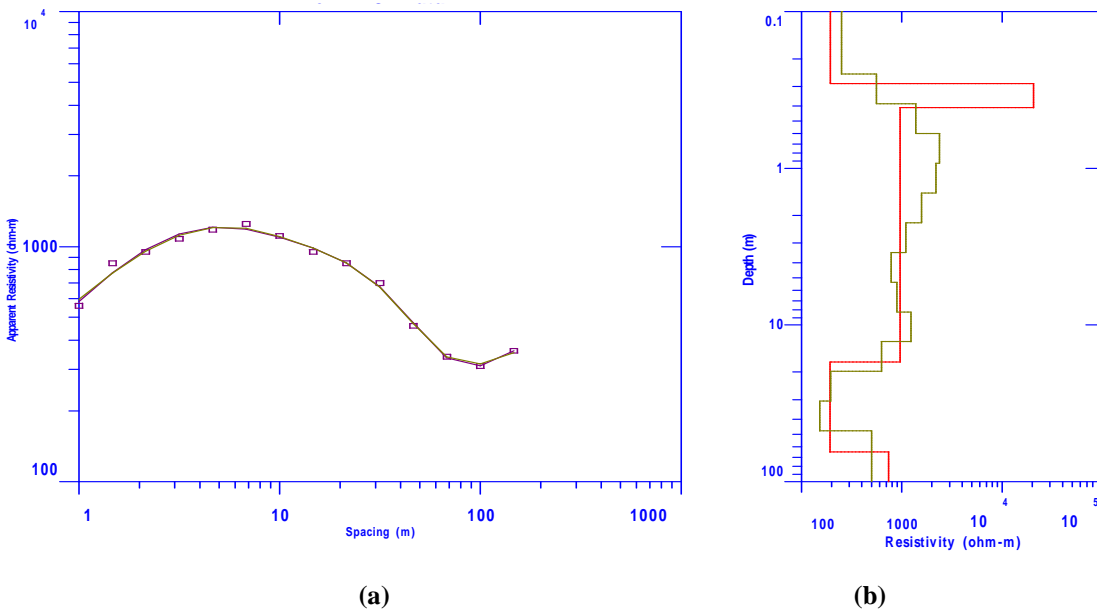 10 4
1000
100
Apparent Resistivity (ohm-m)
1 10 100 1000
Spacing (m)
(a)
0.1
1
10
100
Depth (m)
100 1000 10 4 10 5
Resistivity (ohm-m)
(b)